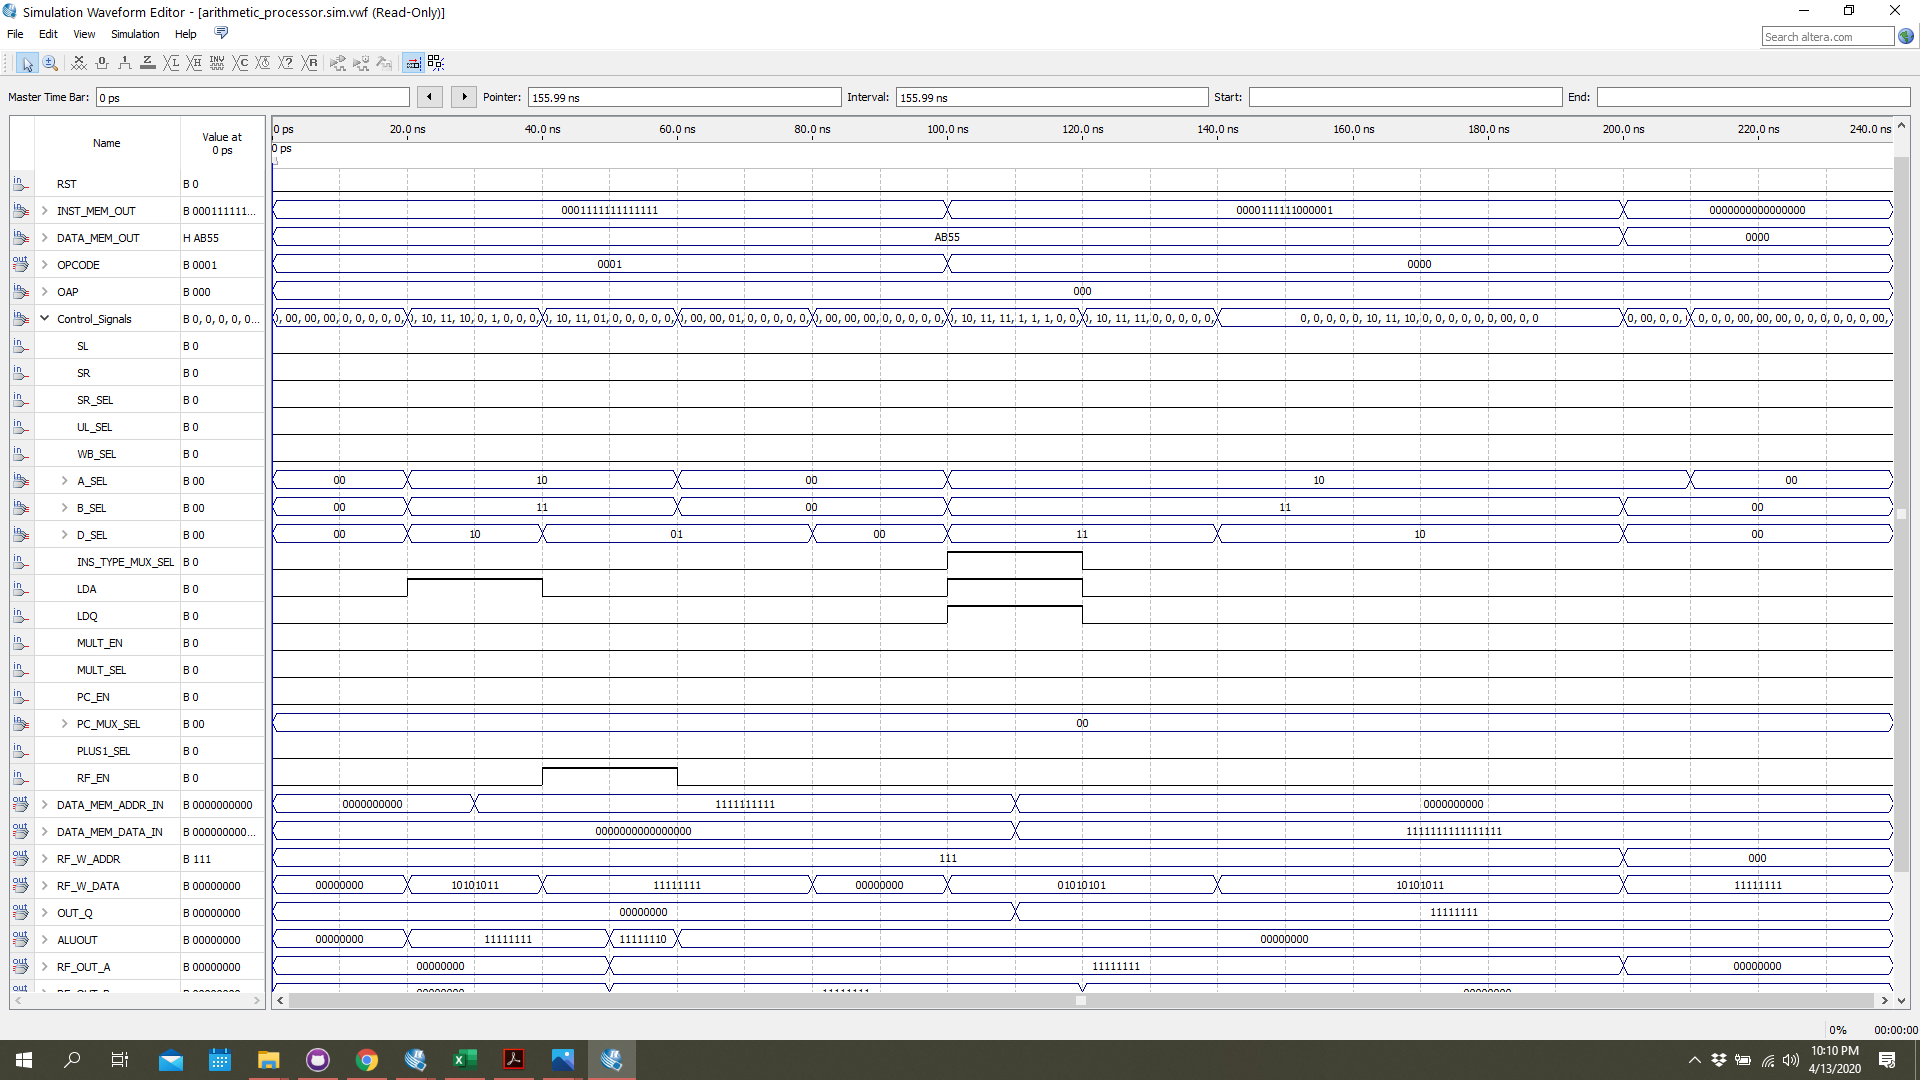 Simulation Waveform Editor - [arithmetic_processor.sim.vwf (Read-Only)]
File Edit View Simulation Help
Search altera.com
Master Time Bar: 0 ps Pointer: 155.99 ns Interval: 155.99 ns Start: End:
Name Value at 0 ps
0 ps 20.0 ns 40.0 ns 60.0 ns 80.0 ns 100.0 ns 120.0 ns 140.0 ns 160.0 ns 180.0 ns 200.0 ns 220.0 ns 240.0 ns
0 ps
RST B 0
INST_MEM_OUT B 000111111... 0001111111111111 0000111111000001 0000000000000000
DATA_MEM_OUT H AB55 AB55 0000
OPCODE B 0001 0001 0000
OAP B 000 000
Control_Signals B 0, 0, 0, 0, 0... ), 00, 00, 00, 0, 0, 0, 0, 0, ), 10, 11, 10, 0, 1, 0, 0, 0, ), 10, 11, 01, 0, 0, 0, 0, 0, ), 00, 00, 01, 0, 0, 0, 0, 0, ), 00, 00, 00, 0, 0, 0, 0, 0, ), 10, 11, 11, 1, 1, 1, 0, 0, ), 10, 11, 11, 0, 0, 0, 0, 0, 0, 0, 0, 0, 0, 10, 11, 10, 0, 0, 0, 0, 0, 0, 00, 0, 0 0, 00, 0, 0, 0, 0, 0, 0, 00, 00, 00, 0, 0, 0, 0, 0, 0, 00,
SL B 0
SR B 0
SR_SEL B 0
UL_SEL B 0
WB_SEL B 0
A_SEL B 00 00 10 00 10 00
B_SEL B 00 00 11 00 11 00
D_SEL B 00 00 10 01 00 11 10 00
INS_TYPE_MUX_SEL B 0
LDA B 0
LDQ B 0
MULT_EN B 0
MULT_SEL B 0
PC_EN B 0
PC_MUX_SEL B 00 00
PLUS1_SEL B 0
RF_EN B 0
DATA_MEM_ADDR_IN B 0000000000 0000000000 1111111111 0000000000
DATA_MEM_DATA_IN B 000000000... 0000000000000000 1111111111111111
RF_W_ADDR B 111 111 000
RF_W_DATA B 00000000 00000000 10101011 11111111 00000000 01010101 10101011 11111111
OUT_Q B 00000000 00000000 11111111
ALUOUT B 00000000 00000000 11111111 11111110 00000000
RF_OUT_A B 00000000 00000000 11111111 00000000
0% 00:00:00
10:10 PM
4/13/2020